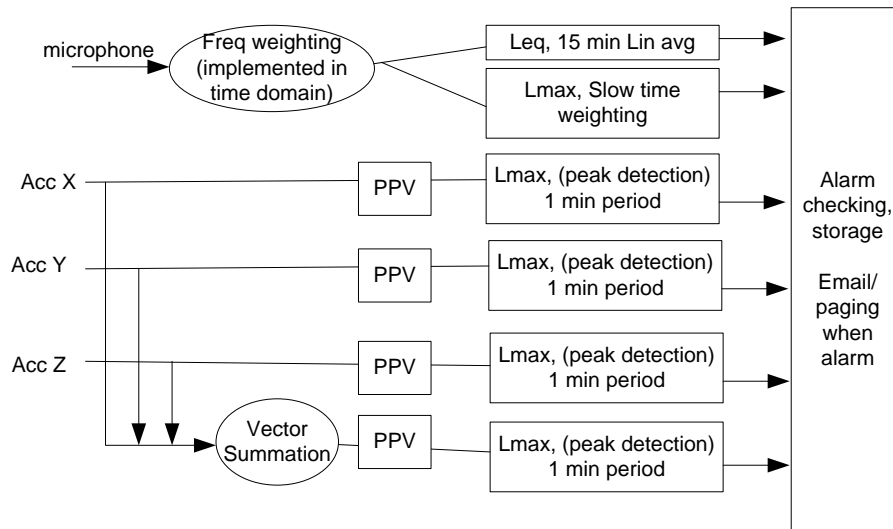 microphone
Freq weighting
(implemented in
time domain)
Leq, 15 min Lin avg
Lmax, Slow time
weighting
Acc X
PPV
Lmax, (peak detection)
1 min period
Acc Y
PPV
Lmax, (peak detection)
1 min period
Acc Z
PPV
Lmax, (peak detection)
1 min period
Vector
Summation
PPV
Lmax, (peak detection)
1 min period
Alarm
checking,
storage
Email/
paging
when
alarm